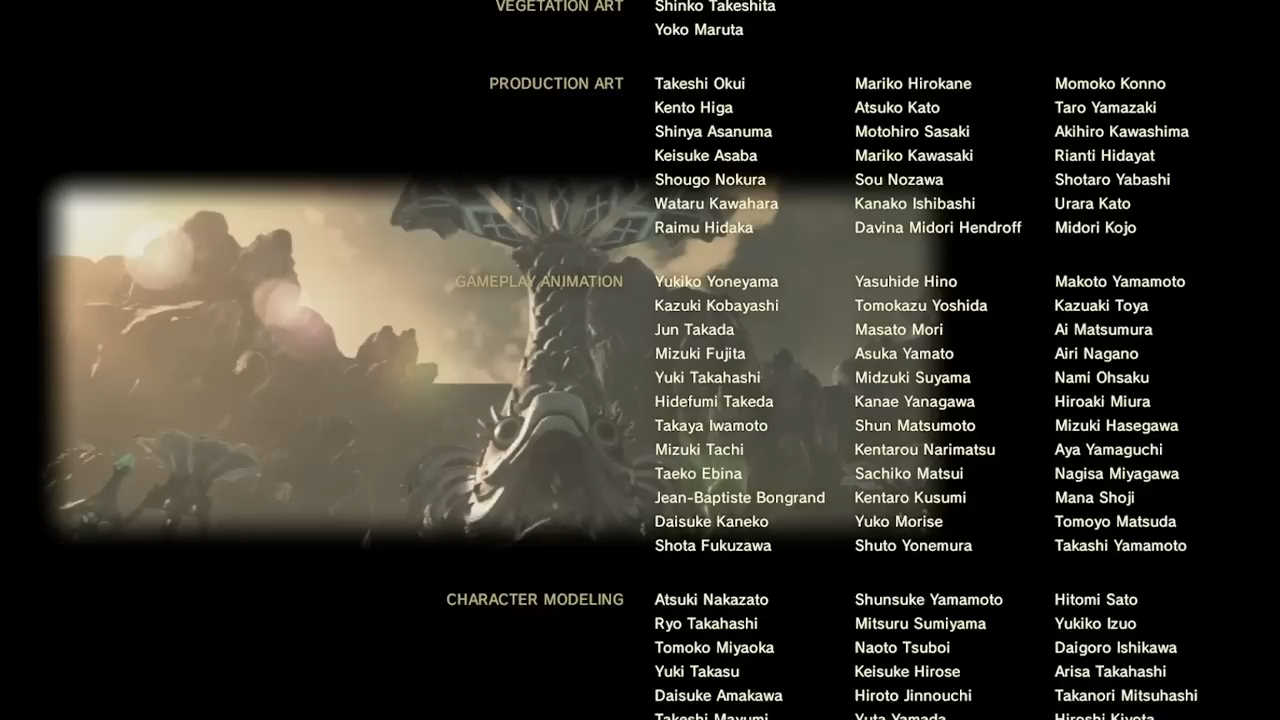 VEGETATION ART Shinko Takeshita
Yoko Maruta
PRODUCTION ART Takeshi Okui Mariko Hirokane Momoko Konno
Kento Higa Atsuko Kato Taro Yamazaki
Shinya Asanuma Motohiro Sasaki Akihiro Kawashima
Keisuke Asaba Mariko Kawasaki Rianti Hidayat
Shougo Nokura Sou Nozawa Shotaro Yabashi
Wataru Kawahara Kanako Ishibashi Urara Kato
Raimu Hidaka Davina Midori Hendroff Midori Kojo
GAMEPLAY ANIMATION Yukiko Yoneyama Yasuhide Hino Makoto Yamamoto
Kazuki Kobayashi Tomokazu Yoshida Kazuaki Toya
Jun Takada Masato Mori Ai Matsumura
Mizuki Fujita Asuka Yamato Airi Nagano
Yuki Takahashi Midzuki Suyama Nami Ohsaku
Hidefumi Takeda Kanae Yanagawa Hiroaki Miura
Takaya Iwamoto Shun Matsumoto Mizuki Hasegawa
Mizuki Tachi Kentarou Narimatsu Aya Yamaguchi
Taeko Ebina Sachiko Matsui Nagisa Miyagawa
Jean-Baptiste Bongrand Kentaro Kusumi Mana Shoji
Daisuke Kaneko Yuko Morise Tomoyo Matsuda
Shota Fukuzawa Shuto Yonemura Takashi Yamamoto
CHARACTER MODELING Atsuki Nakazato Shunsuke Yamamoto Hitomi Sato
Ryo Takahashi Mitsuru Sumiyama Yukiko Izuo
Tomoko Miyaoka Naoto Tsuboi Daigoro Ishikawa
Yuki Takasu Keisuke Hirose Arisa Takahashi
Daisuke Amakawa Hiroto Jinnouchi Takanori Mitsuhashi
Takeshi Mayumi Yuta Yamada Hiroshi Kiyota